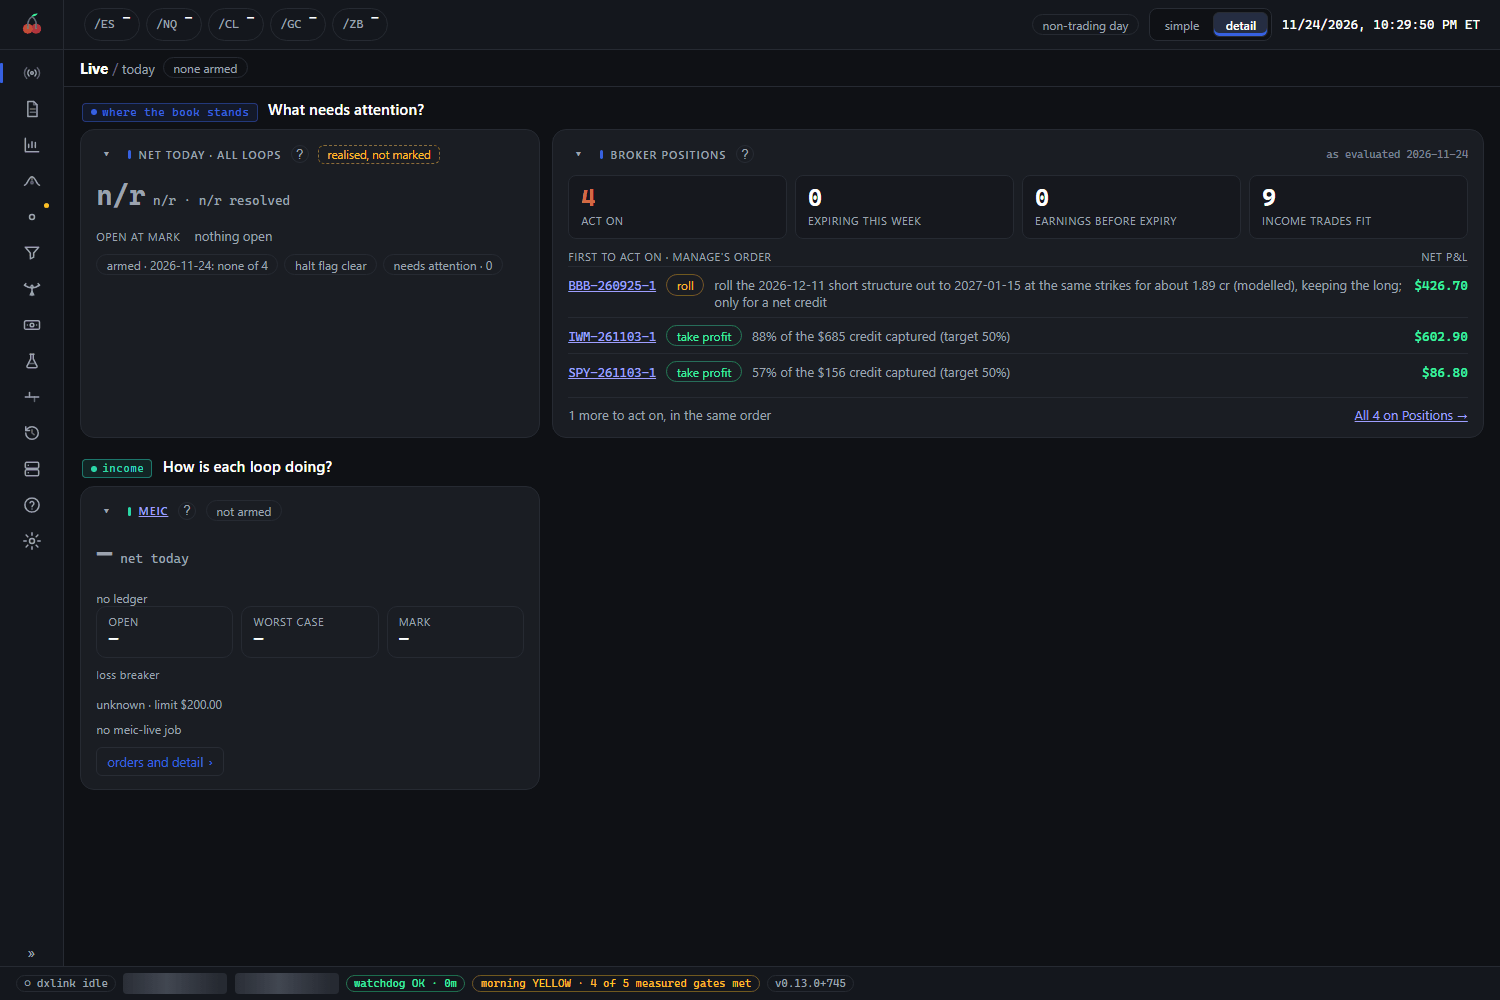 /ES –
/NQ –
/CL –
/GC –
/ZB –
non-trading day
simple
detail
11/24/2026, 10:29:50 PM ET
Live / today
none armed
where the book stands
What needs attention?
NET TODAY · ALL LOOPS
?
realised, not marked
n/r n/r · n/r resolved
OPEN AT MARK nothing open
armed · 2026-11-24: none of 4
halt flag clear
needs attention · 0
BROKER POSITIONS
?
as evaluated 2026-11-24
4
ACT ON
0
EXPIRING THIS WEEK
0
EARNINGS BEFORE EXPIRY
9
INCOME TRADES FIT
FIRST TO ACT ON · MANAGE'S ORDER
NET P&L
BBB-260925-1 roll roll the 2026-12-11 short structure out to 2027-01-15 at the same strikes for about 1.89 cr (modelled), keeping the long; $426.70
only for a net credit
IWM-261103-1 take profit 88% of the $685 credit captured (target 50%) $602.90
SPY-261103-1 take profit 57% of the $156 credit captured (target 50%) $86.80
1 more to act on, in the same order
All 4 on Positions →
income
How is each loop doing?
MEIC
?
not armed
– net today
no ledger
OPEN
–
WORST CASE
–
MARK
–
loss breaker
unknown · limit $200.00
no meic-live job
orders and detail ›
»
dxlink idle
watchdog OK · 0m
morning YELLOW · 4 of 5 measured gates met
v0.13.0+745